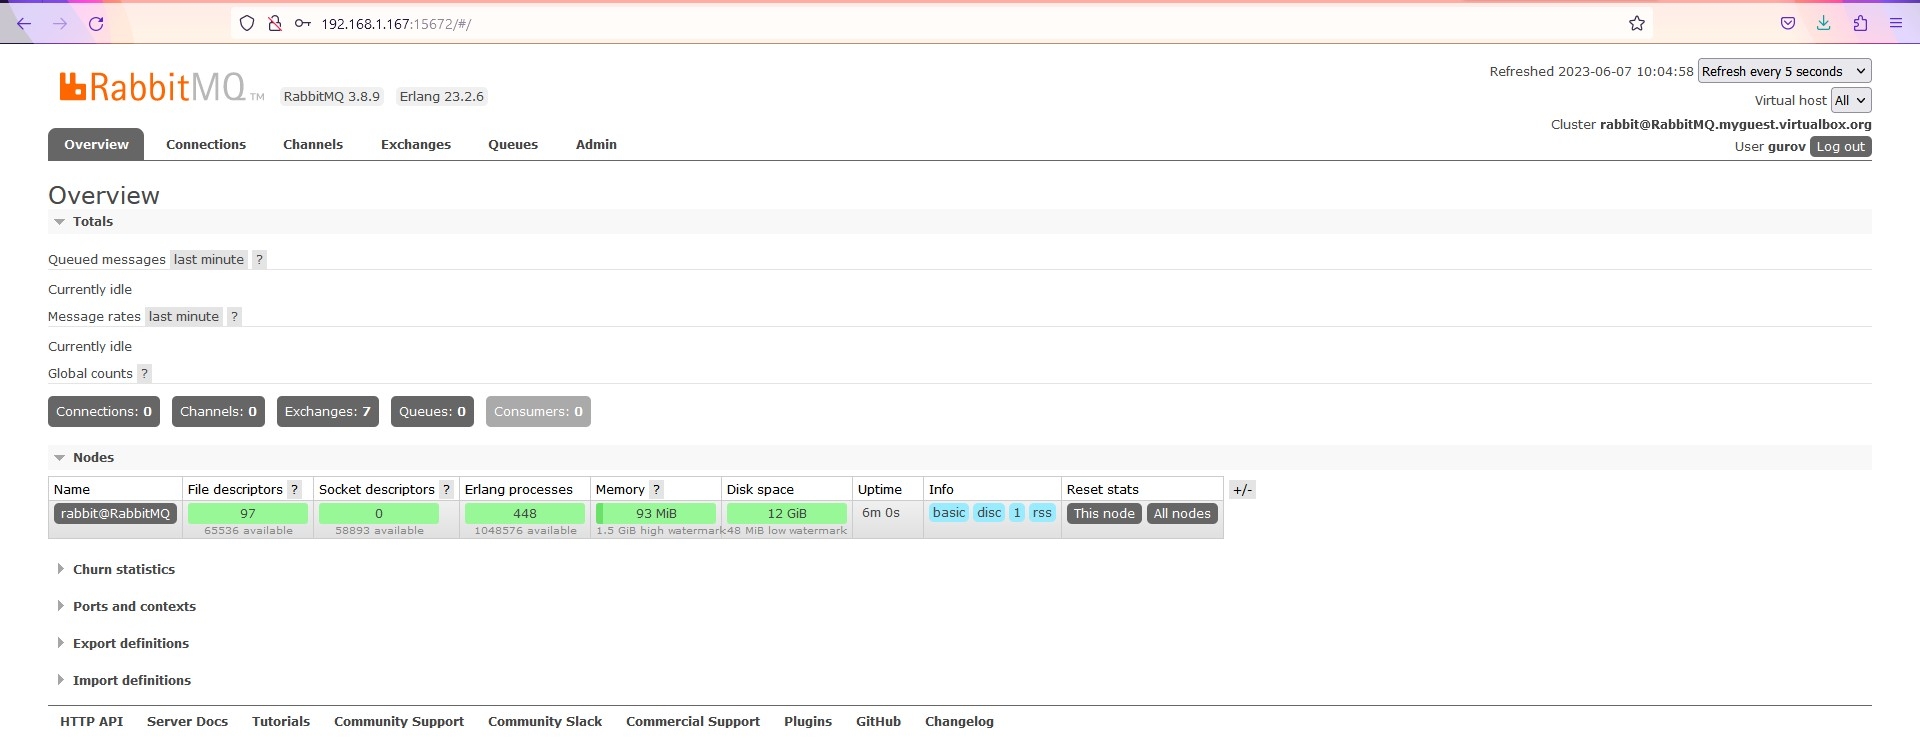 192.168.1.167:15672/#/
RabbitMQ TM RabbitMQ 3.8.9 Erlang 23.2.6
Refreshed 2023-06-07 10:04:58 Refresh every 5 seconds
Virtual host All
Cluster rabbit@RabbitMQ.myguest.virtualbox.org
User gurov Log out
Overview Connections Channels Exchanges Queues Admin
Overview
Totals
Queued messages last minute ?
Currently idle
Message rates last minute ?
Currently idle
Global counts ?
Connections: 0 Channels: 0 Exchanges: 7 Queues: 0 Consumers: 0
Nodes
Name File descriptors ? Socket descriptors ? Erlang processes Memory ? Disk space Uptime Info Reset stats +/-
rabbit@RabbitMQ 97 0 448 93 MiB 12 GiB 6m 0s basic disc 1 rss This node All nodes
65536 available 58893 available 1048576 available 1.5 GiB high watermark 48 MiB low watermark
Churn statistics
Ports and contexts
Export definitions
Import definitions
HTTP API Server Docs Tutorials Community Support Community Slack Commercial Support Plugins GitHub Changelog